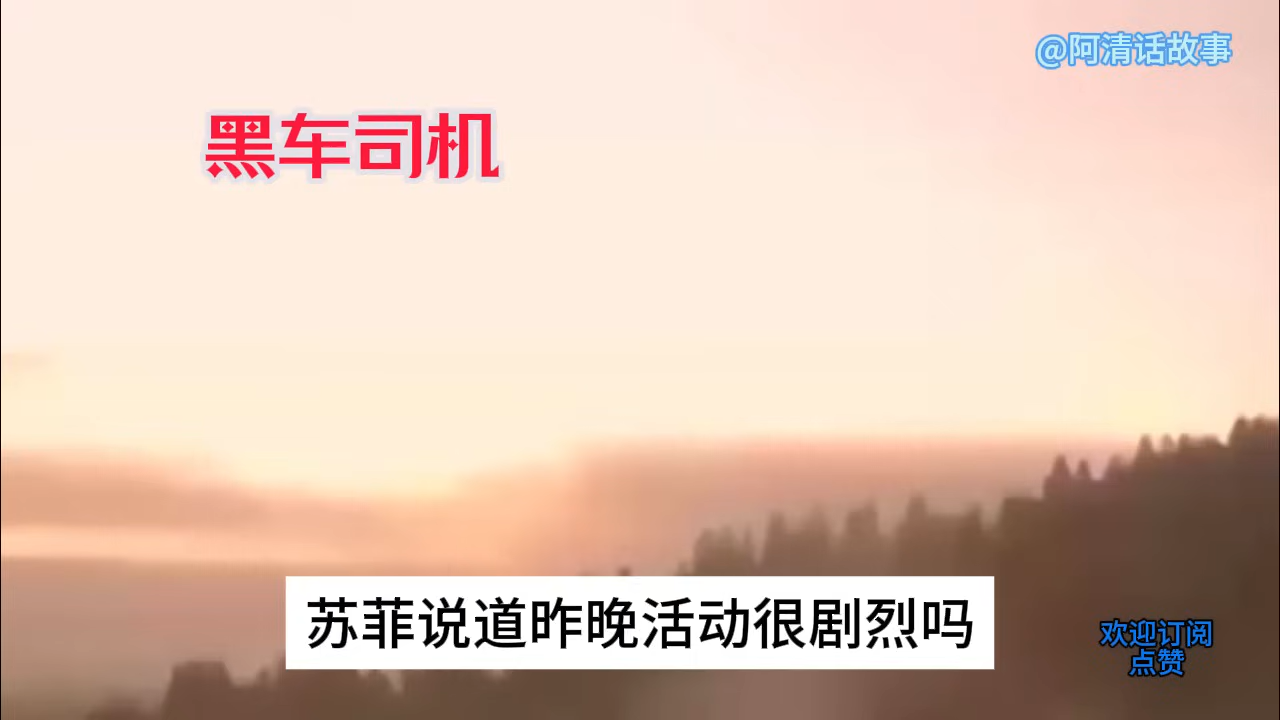 @阿清话故事
黑车司机
苏菲说道昨晚活动很剧烈吗
欢迎订阅
点赞